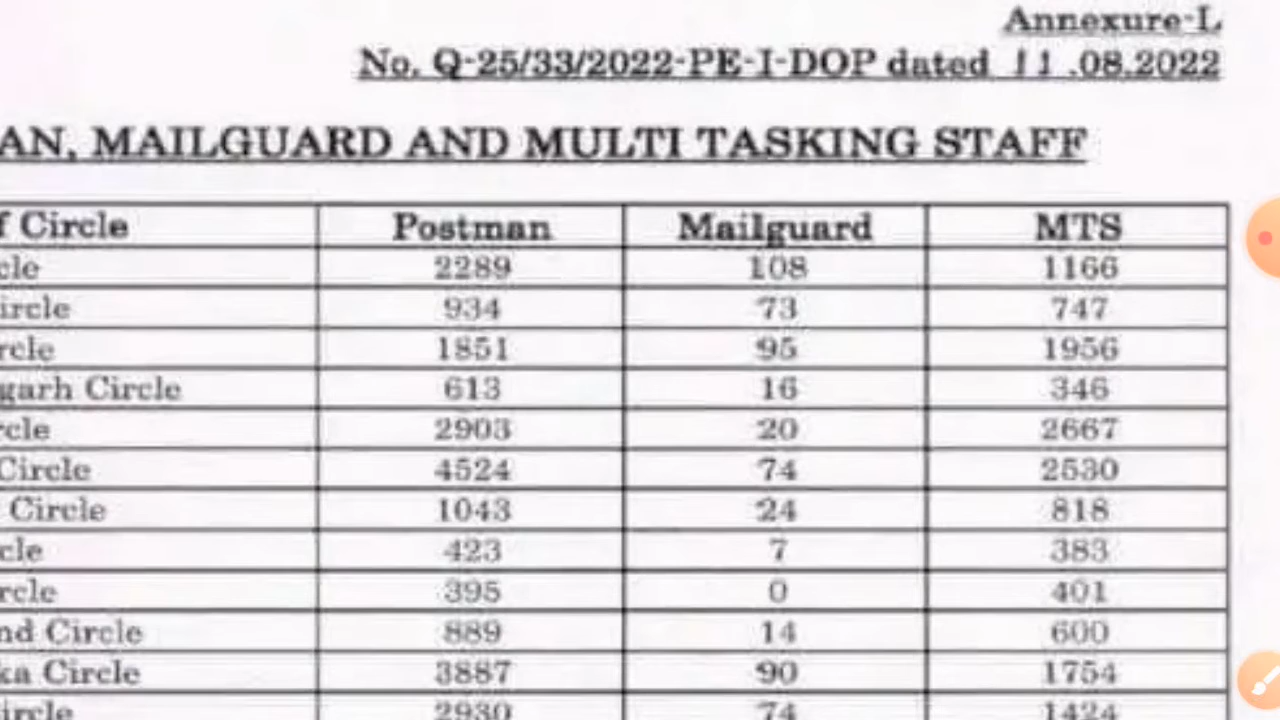 Annexure-L
No. Q-25/33/2022-PE-I-DOP dated 11.08.2022
AN, MAILGUARD AND MULTI TASKING STAFF
f Circle Postman Mailguard MTS
cle 2289 108 1166
ircle 934 73 747
rcle 1851 95 1956
garh Circle 613 16 346
rcle 2903 20 2667
Circle 4524 74 2530
Circle 1043 24 818
cle 423 7 383
rcle 395 0 401
nd Circle 889 14 600
ka Circle 3887 90 1754
ircle 2930 74 1424